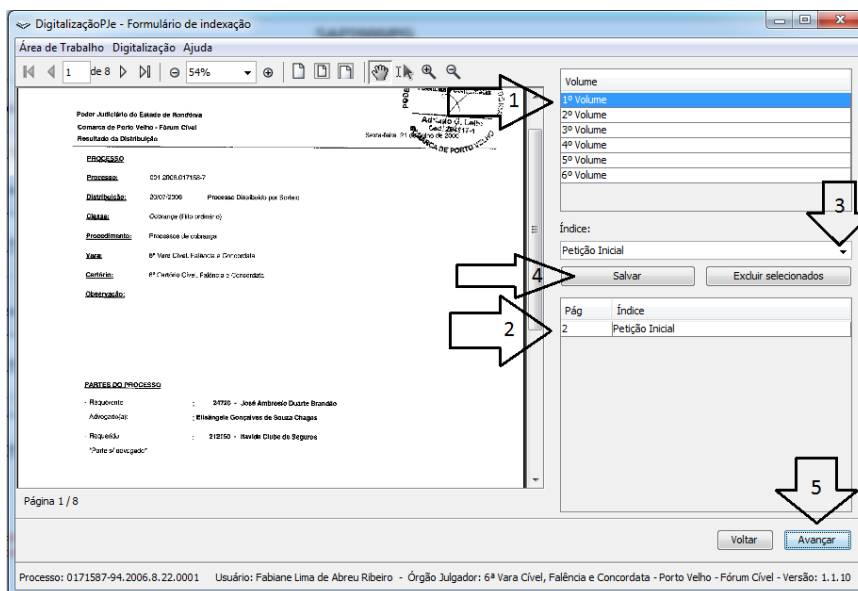 DigitalizaçãoPJe - Formulário de indexação
Área de Trabalho Digitalização Ajuda
1 de 8 54%
Poder Judiciário do Estado de Rondônia
Comarca de Porto Velho - Fórum Cível
Resultado da Distribuição
PROCESSO
Processo:
Distribuição: 20/07/2006 Processo Distribuído por Sorteio
Classe: Cobrança (Rito ordinário)
Procedimento: Processos de cobrança
Vara: 6ª Vara Cível, Falência e Concordata
Cartório: 6º Cartório Cível, Falência e Concordata
Observação:
PARTES DO PROCESSO
- Requerente : 24726 - José Ambrosio Duarte Brandão
Advogado(a): : Elisângela Gonçalves de Souza Chagas
- Requerido : 212150 - Clube de Seguros
"Parte s/ advogado"
Página 1 / 8
1
Volume
1º Volume
2º Volume
3º Volume
4º Volume
5º Volume
6º Volume
3
Índice:
Petição Inicial
4
Salvar Excluir selecionados
Pág Índice
2
2 Petição Inicial
5
Voltar Avançar
Processo: 0171587-94.2006.8.22.0001 Usuário: Fabiane Lima de Abreu Ribeiro - Órgão Julgador: 6ª Vara Cível, Falência e Concordata - Porto Velho - Fórum Cível - Versão: 1.1.10